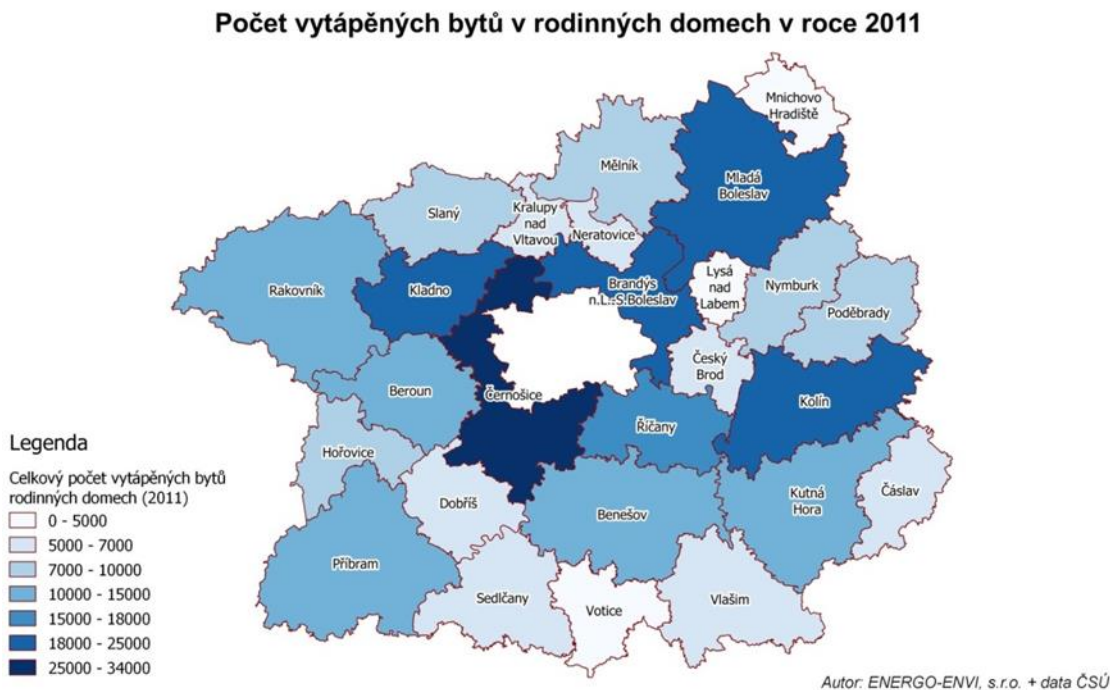 Počet vytápěných bytů v rodinných domech v roce 2011
Mnichovo
Hradiště
Mělník
Mladá
Boleslav
Slaný
Kralupy
nad
Vltavou
Neratovice
Rakovník
Kladno
Brandýs
n.L.-S.Boleslav
Lysá
nad
Labem
Nymburk
Poděbrady
Český
Brod
Beroun
Černošice
Kolín
Říčany
Hořovice
Dobříš
Benešov
Kutná
Hora
Čáslav
Příbram
Sedlčany
Votice
Vlašim
Legenda
Celkový počet vytápěných bytů
rodinných domech (2011)
0 - 5000
5000 - 7000
7000 - 10000
10000 - 15000
15000 - 18000
18000 - 25000
25000 - 34000
Autor: ENERGO-ENVI, s.r.o. + data ČSÚ